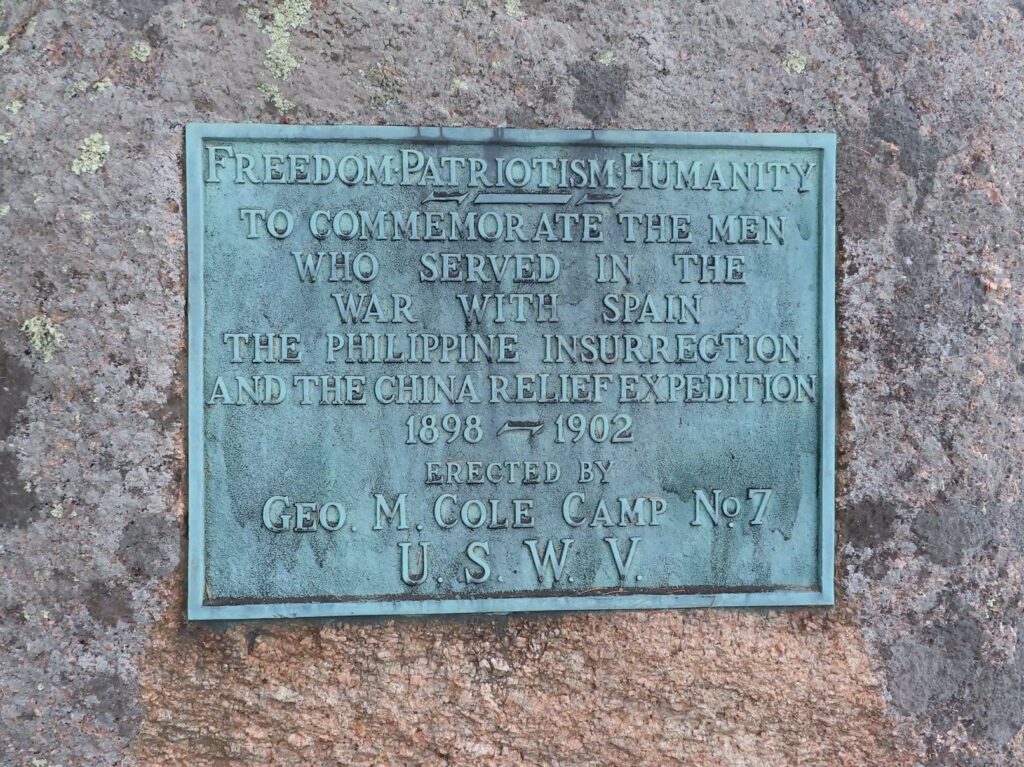 FREEDOM·PATRIOTISM·HUMANITY
TO COMMEMORATE THE MEN
WHO SERVED IN THE
WAR WITH SPAIN
THE PHILIPPINE INSURRECTION
AND THE CHINA RELIEF EXPEDITION
1898 - 1902
ERECTED BY
GEO. M. COLE CAMP No. 7
U. S. W. V.